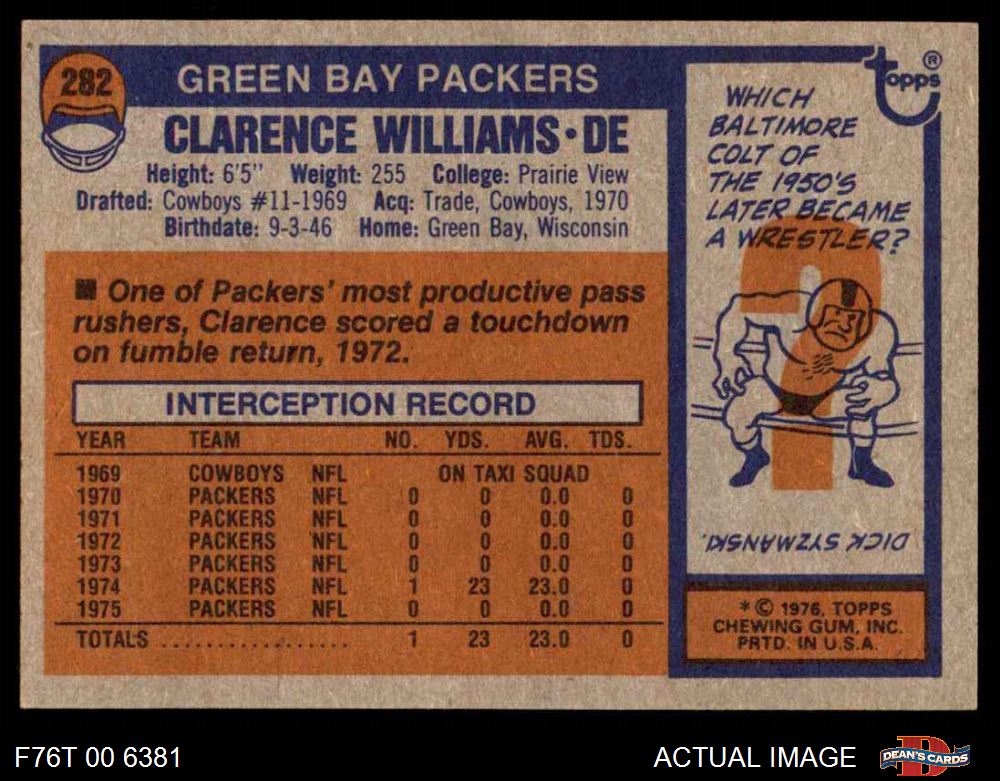 282
GREEN BAY PACKERS
CLARENCE WILLIAMS•DE
Height: 6'5" Weight: 255 College: Prairie View
Drafted: Cowboys #11-1969 Acq: Trade, Cowboys, 1970
Birthdate: 9-3-46 Home: Green Bay, Wisconsin
■ One of Packers' most productive pass
rushers, Clarence scored a touchdown
on fumble return, 1972.
INTERCEPTION RECORD
YEAR TEAM NO. YDS. AVG. TDS.
1969 COWBOYS NFL ON TAXI SQUAD
1970 PACKERS NFL 0 0 0.0 0
1971 PACKERS NFL 0 0 0.0 0
1972 PACKERS NFL 0 0 0.0 0
1973 PACKERS NFL 0 0 0.0 0
1974 PACKERS NFL 1 23 23.0 0
1975 PACKERS NFL 0 0 0.0 0
TOTALS .................. 1 23 23.0 0
Topps ®
WHICH
BALTIMORE
COLT OF
THE 1950'S
LATER BECAME
A WRESTLER?
?
DICK SYZMANSKI.
* © 1976, TOPPS
CHEWING GUM, INC.
PRTD. IN U.S.A.
F76T 00 6381
ACTUAL IMAGE
D
DEAN'S CARDS